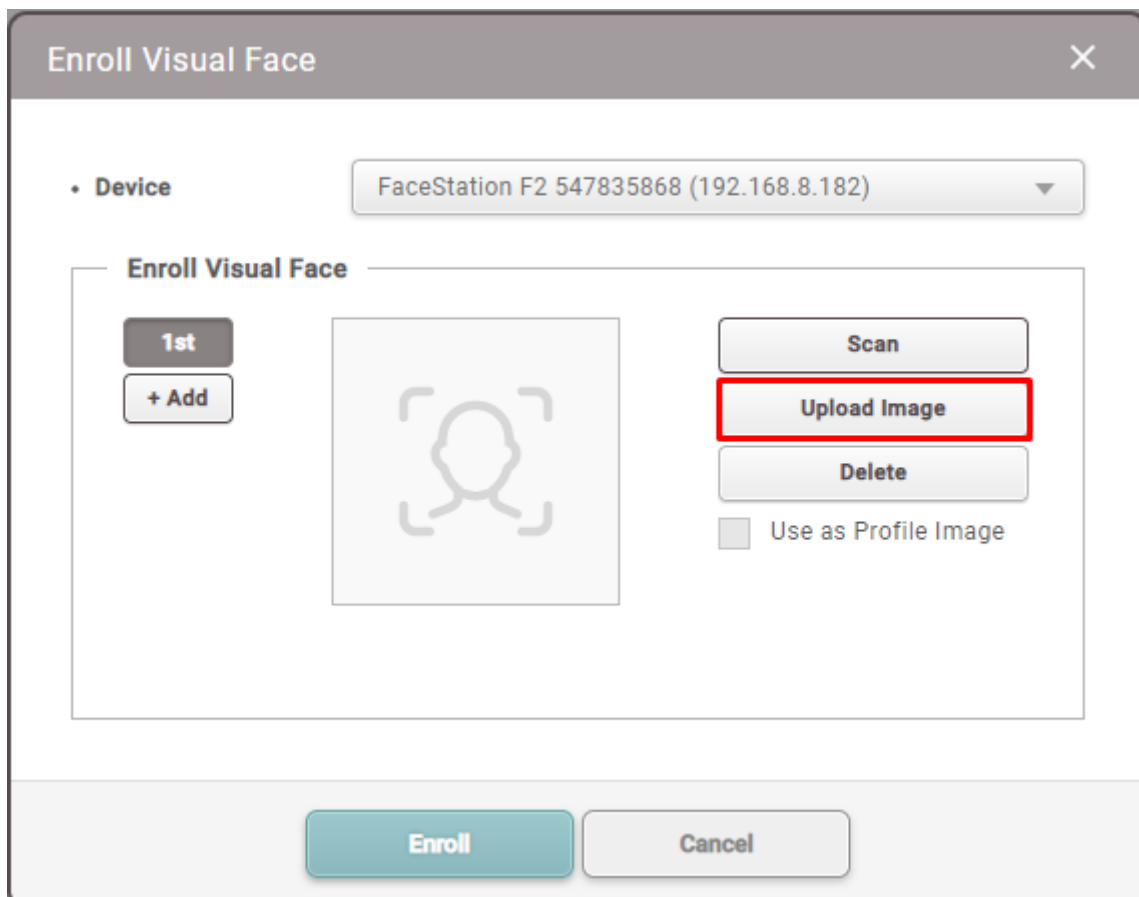 Enroll Visual Face
• Device
FaceStation F2 547835868 (192.168.8.182)
Enroll Visual Face
1st
+ Add
Scan
Upload Image
Delete
Use as Profile Image
Enroll
Cancel